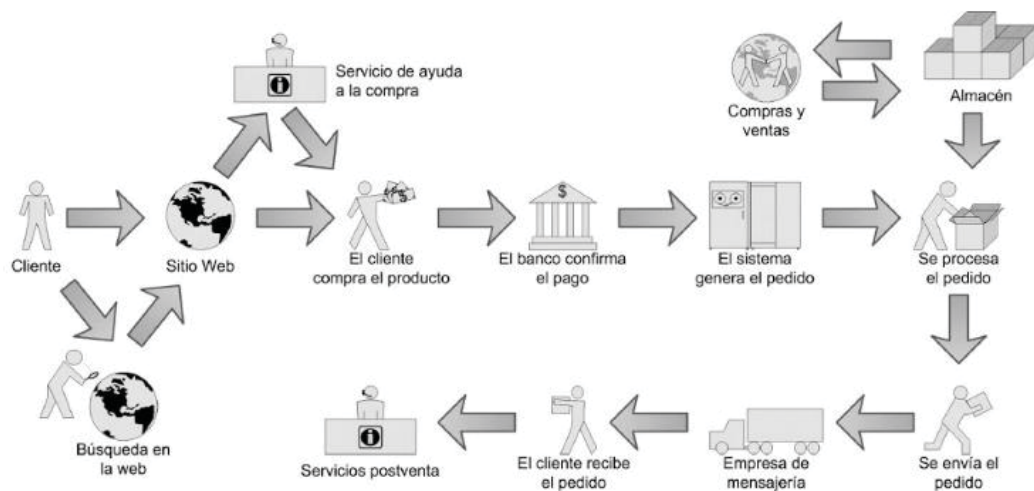 Servicio de ayuda
a la compra
Compras y
ventas
Almacén
Cliente
Sitio Web
El cliente
compra el producto
$
El banco confirma
el pago
El sistema
genera el pedido
Se procesa
el pedido
Búsqueda en
la web
Servicios postventa
El cliente recibe
el pedido
Empresa de
mensajería
Se envía el
pedido